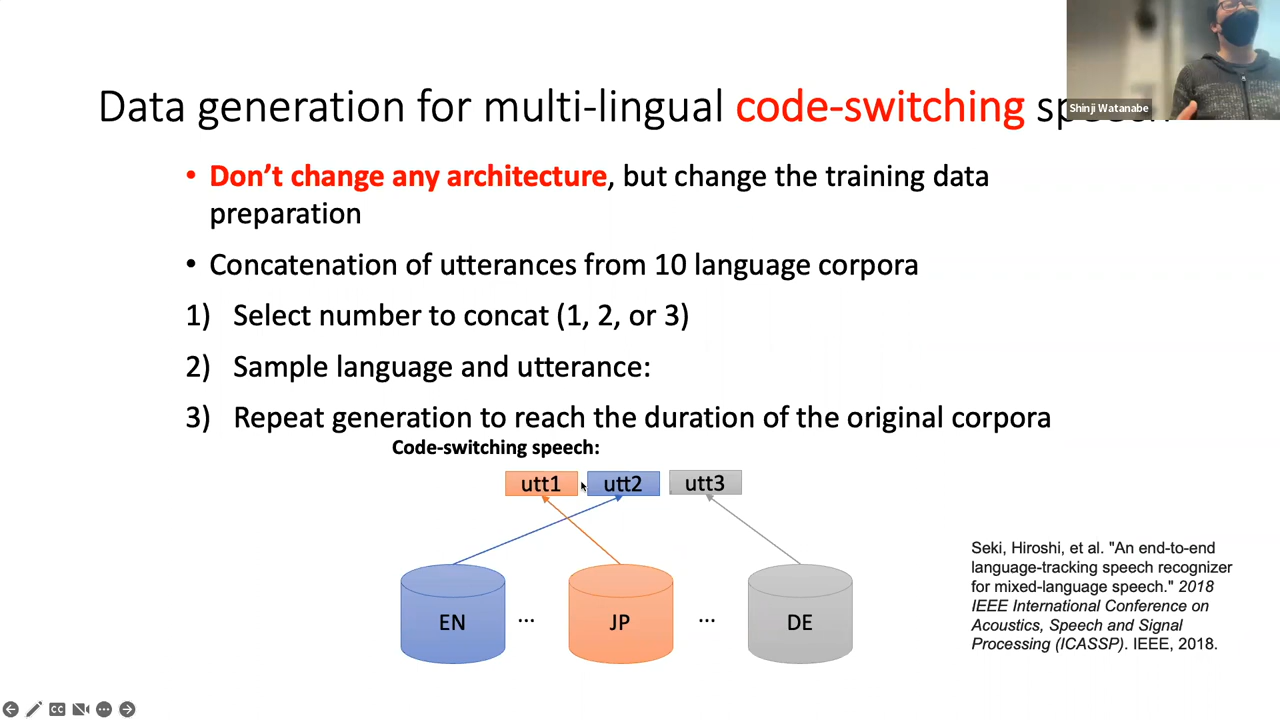 Shinji Watanabe
Data generation for multi-lingual code-switching
• Don't change any architecture, but change the training data
preparation
• Concatenation of utterances from 10 language corpora
1) Select number to concat (1, 2, or 3)
2) Sample language and utterance:
3) Repeat generation to reach the duration of the original corpora
Code-switching speech:
utt1 utt2 utt3
EN ... JP ... DE
Seki, Hiroshi, et al. "An end-to-end
language-tracking speech recognizer
for mixed-language speech." 2018
IEEE International Conference on
Acoustics, Speech and Signal
Processing (ICASSP). IEEE, 2018.
CC